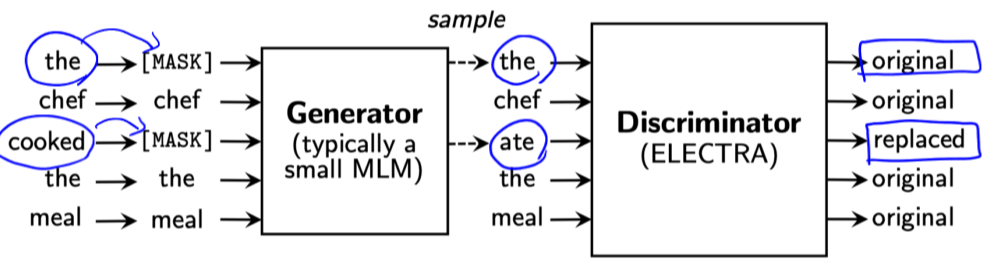 sample
the [MASK] the original
chef chef chef original
Generator
(typically a
small MLM)
Discriminator
(ELECTRA)
cooked [MASK] ate replaced
the the the original
meal meal meal original